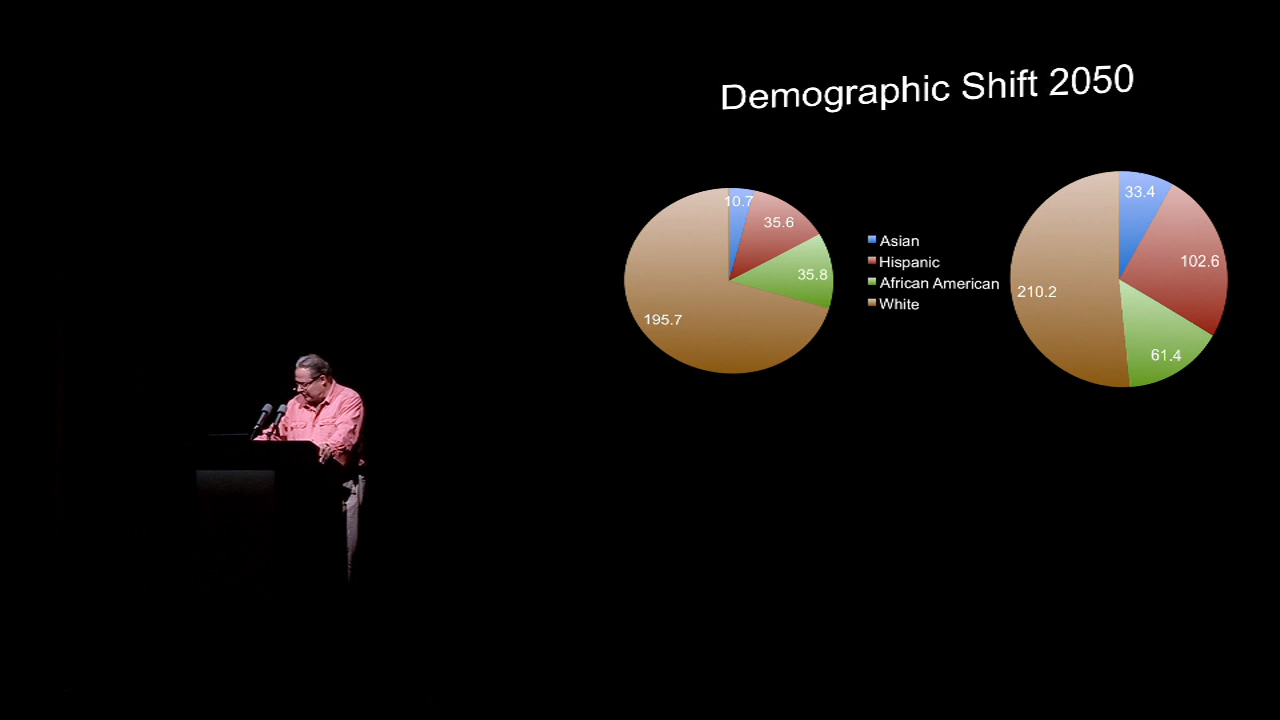 Demographic Shift 2050
10.7
35.6
35.8
195.7
Asian
Hispanic
African American
White
33.4
102.6
61.4
210.2